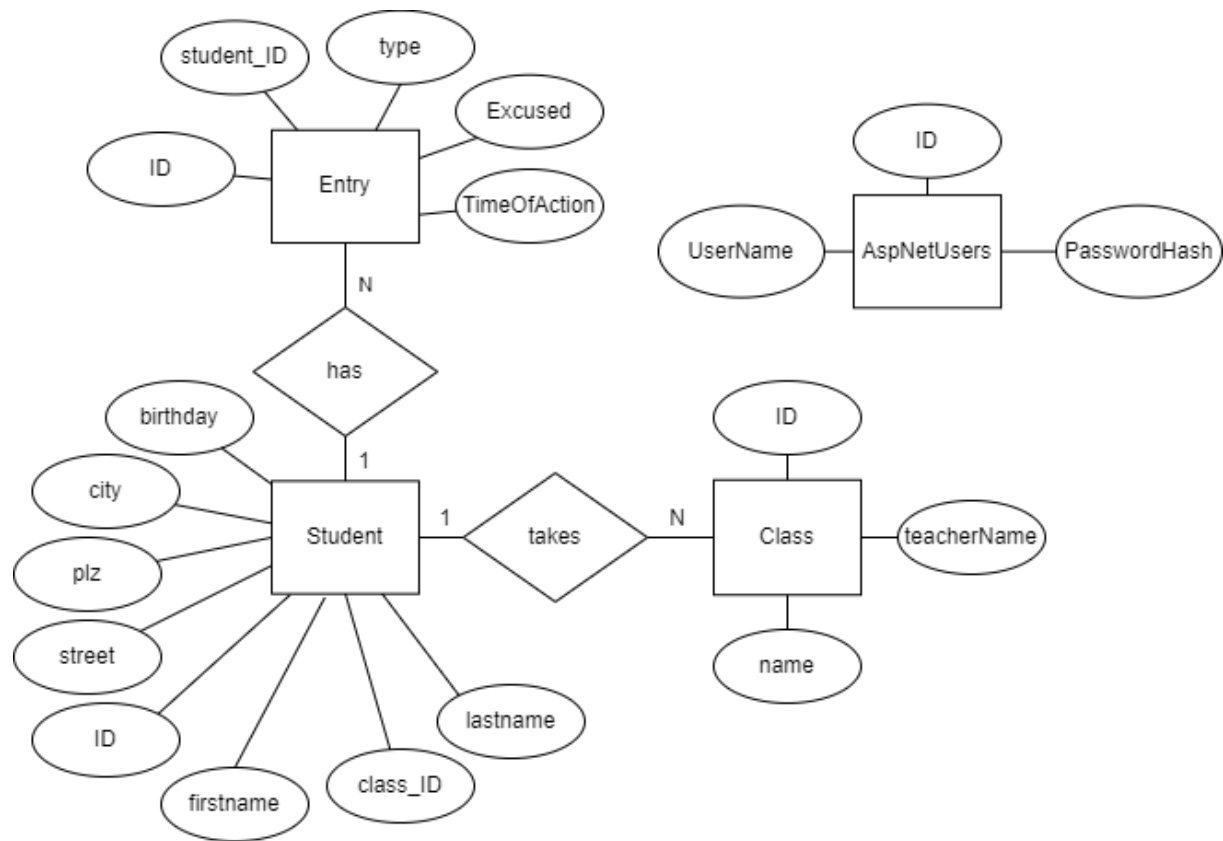 student_ID
type
Excused
ID
Entry
TimeOfAction
ID
UserName
AspNetUsers
PasswordHash
N
has
birthday
1
city
plz
street
ID
firstname
class_ID
lastname
Student
1
takes
N
ID
Class
teacherName
name